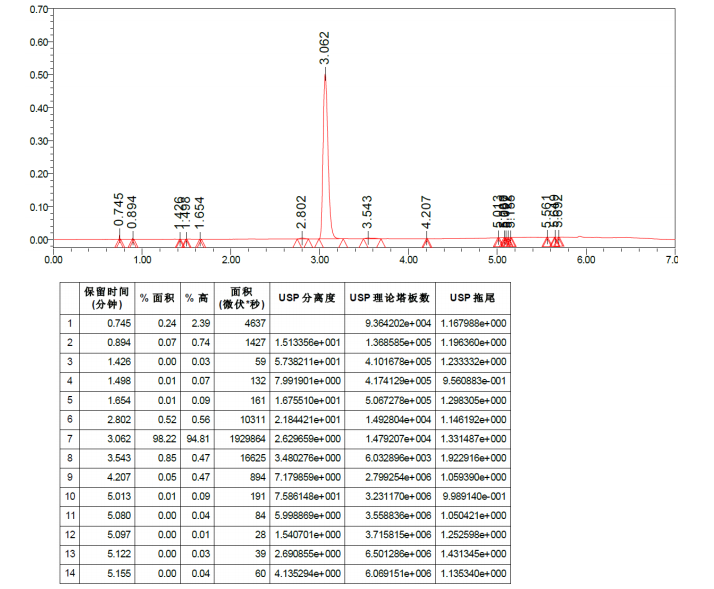 0.70
0.60
0.50
0.40
0.30
0.20
0.10
0.00
0.745
0.894
1.426
1.498
1.654
2.802
3.062
3.543
4.207
5.013
5.561
5.692
0.00 1.00 2.00 3.00 4.00 5.00 6.00 7.0
保留时间 (分钟) % 面积 % 高 面积 (微伏*秒) USP 分离度 USP 理论塔板数 USP 拖尾
1 0.745 0.24 2.39 4637 9.364202e+004 1.167988e+000
2 0.894 0.07 0.74 1427 1.513356e+001 1.368585e+005 1.196360e+000
3 1.426 0.00 0.03 59 5.738211e+001 4.101678e+005 1.233332e+000
4 1.498 0.01 0.07 132 7.991901e+000 4.174129e+005 9.560883e-001
5 1.654 0.01 0.09 161 1.675510e+001 5.067278e+005 1.298305e+000
6 2.802 0.52 0.56 10311 2.184421e+001 1.492804e+004 1.146192e+000
7 3.062 98.22 94.81 1929864 2.629659e+000 1.479207e+004 1.331487e+000
8 3.543 0.85 0.47 16625 3.480276e+000 6.032896e+003 1.922916e+000
9 4.207 0.05 0.47 894 7.179859e+000 2.799254e+006 1.059390e+000
10 5.013 0.01 0.09 191 7.586148e+001 3.231170e+006 9.989140e-001
11 5.080 0.00 0.04 84 5.998869e+000 3.558836e+006 1.050421e+000
12 5.097 0.00 0.01 28 1.540701e+000 3.715815e+006 1.252598e+000
13 5.122 0.00 0.03 39 2.690855e+000 6.501286e+006 1.431345e+000
14 5.155 0.00 0.04 60 4.135294e+000 6.069151e+006 1.135340e+000